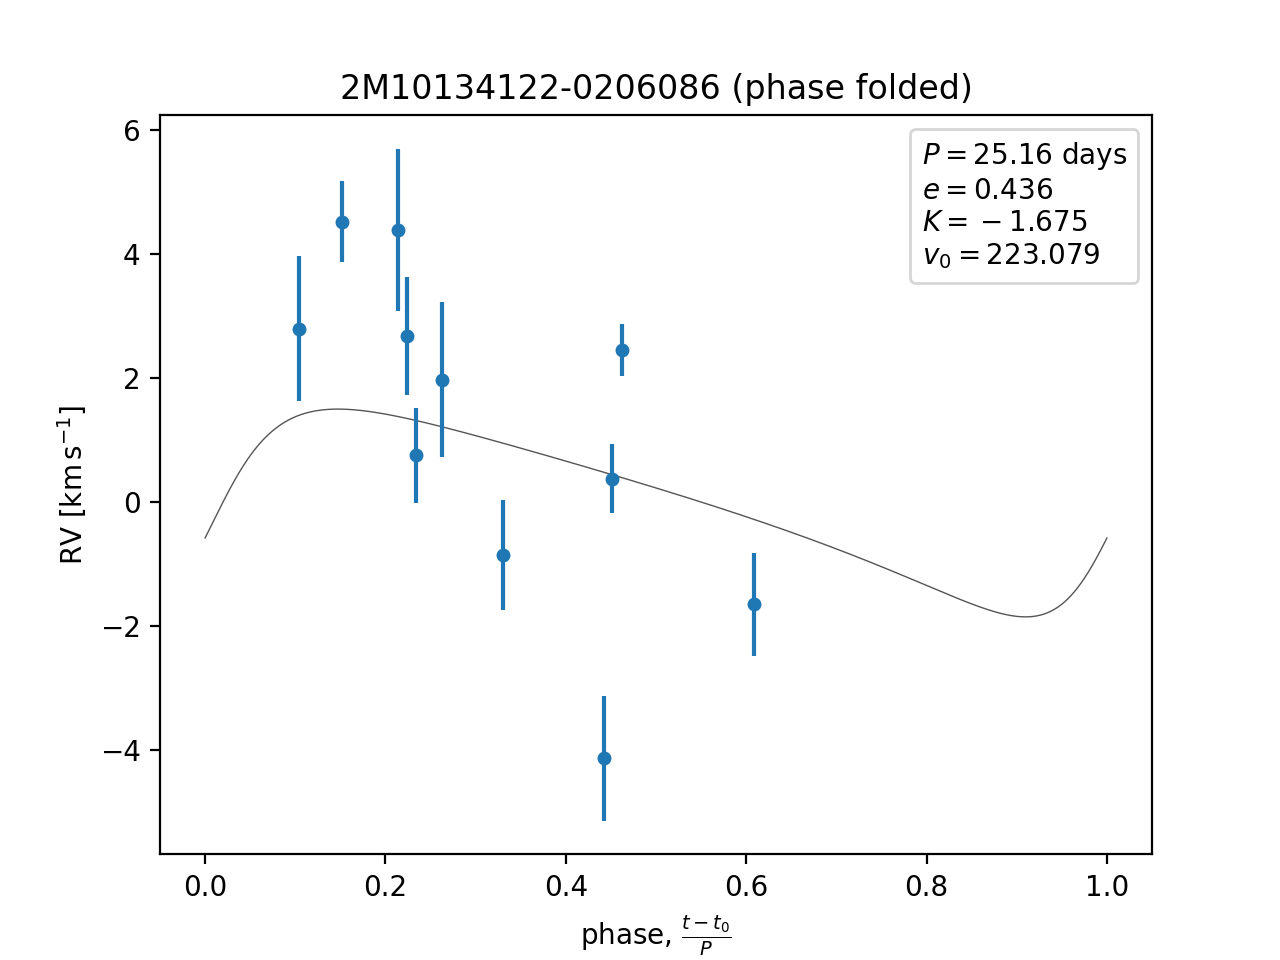 2M10134122-0206086 (phase folded)
P = 25.16 days
e = 0.436
K = −1.675
v₀ = 223.079
6
4
2
0
−2
−4
RV [km s⁻¹]
0.0 0.2 0.4 0.6 0.8 1.0
phase, (t − t₀)/P